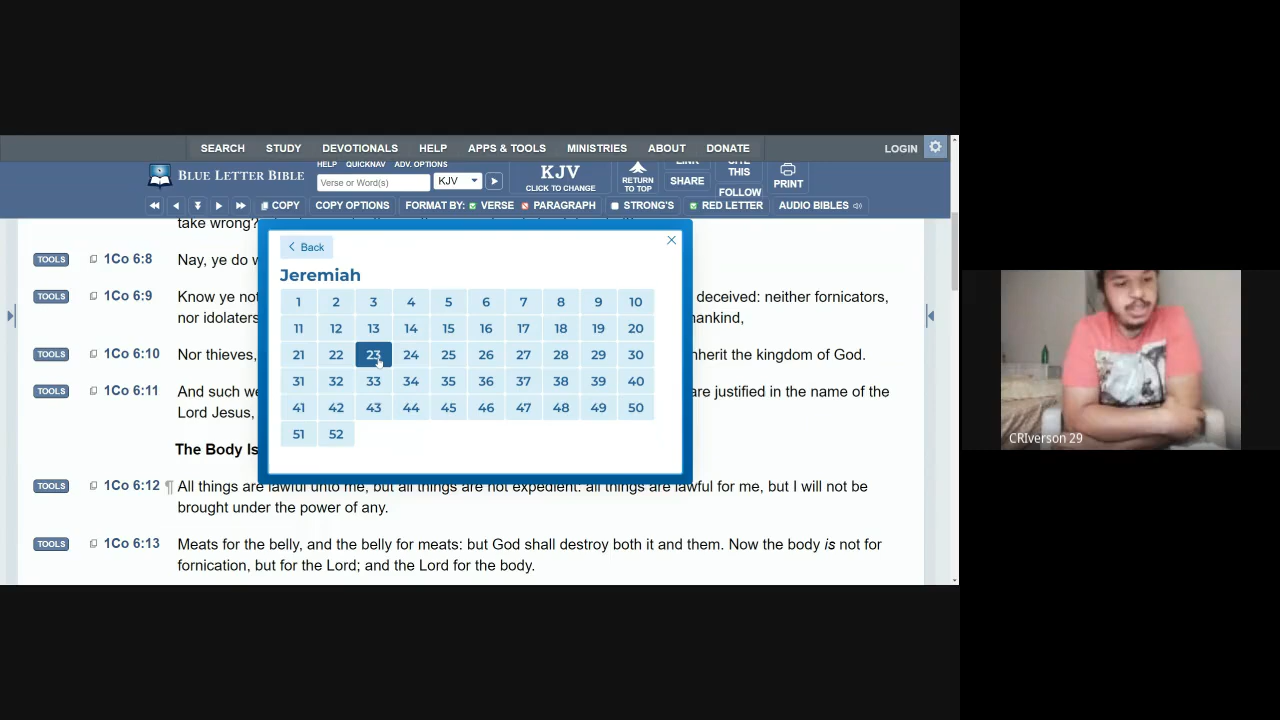 SEARCH STUDY DEVOTIONALS HELP APPS & TOOLS MINISTRIES ABOUT DONATE LOGIN
BLUE LETTER BIBLE
HELP QUICKNAV ADV. OPTIONS
Verse or Word(s) KJV
KJV
CLICK TO CHANGE
RETURN
TO TOP
LINK
SHARE
CITE
THIS
FOLLOW
PRINT
COPY COPY OPTIONS FORMAT BY: VERSE PARAGRAPH STRONG'S RED LETTER AUDIO BIBLES
take wrong?
TOOLS 1Co 6:8 Nay, ye do w
TOOLS 1Co 6:9 Know ye not deceived: neither fornicators,
nor idolaters mankind,
TOOLS 1Co 6:10 Nor thieves, nherit the kingdom of God.
TOOLS 1Co 6:11 And such we are justified in the name of the
Lord Jesus,
The Body Is
TOOLS 1Co 6:12 ¶ All things are lawful unto me, but all things are not expedient: all things are lawful for me, but I will not be
brought under the power of any.
TOOLS 1Co 6:13 Meats for the belly, and the belly for meats: but God shall destroy both it and them. Now the body is not for
fornication, but for the Lord; and the Lord for the body.
Back
Jeremiah
1 2 3 4 5 6 7 8 9 10
11 12 13 14 15 16 17 18 19 20
21 22 23 24 25 26 27 28 29 30
31 32 33 34 35 36 37 38 39 40
41 42 43 44 45 46 47 48 49 50
51 52
CRIverson 29